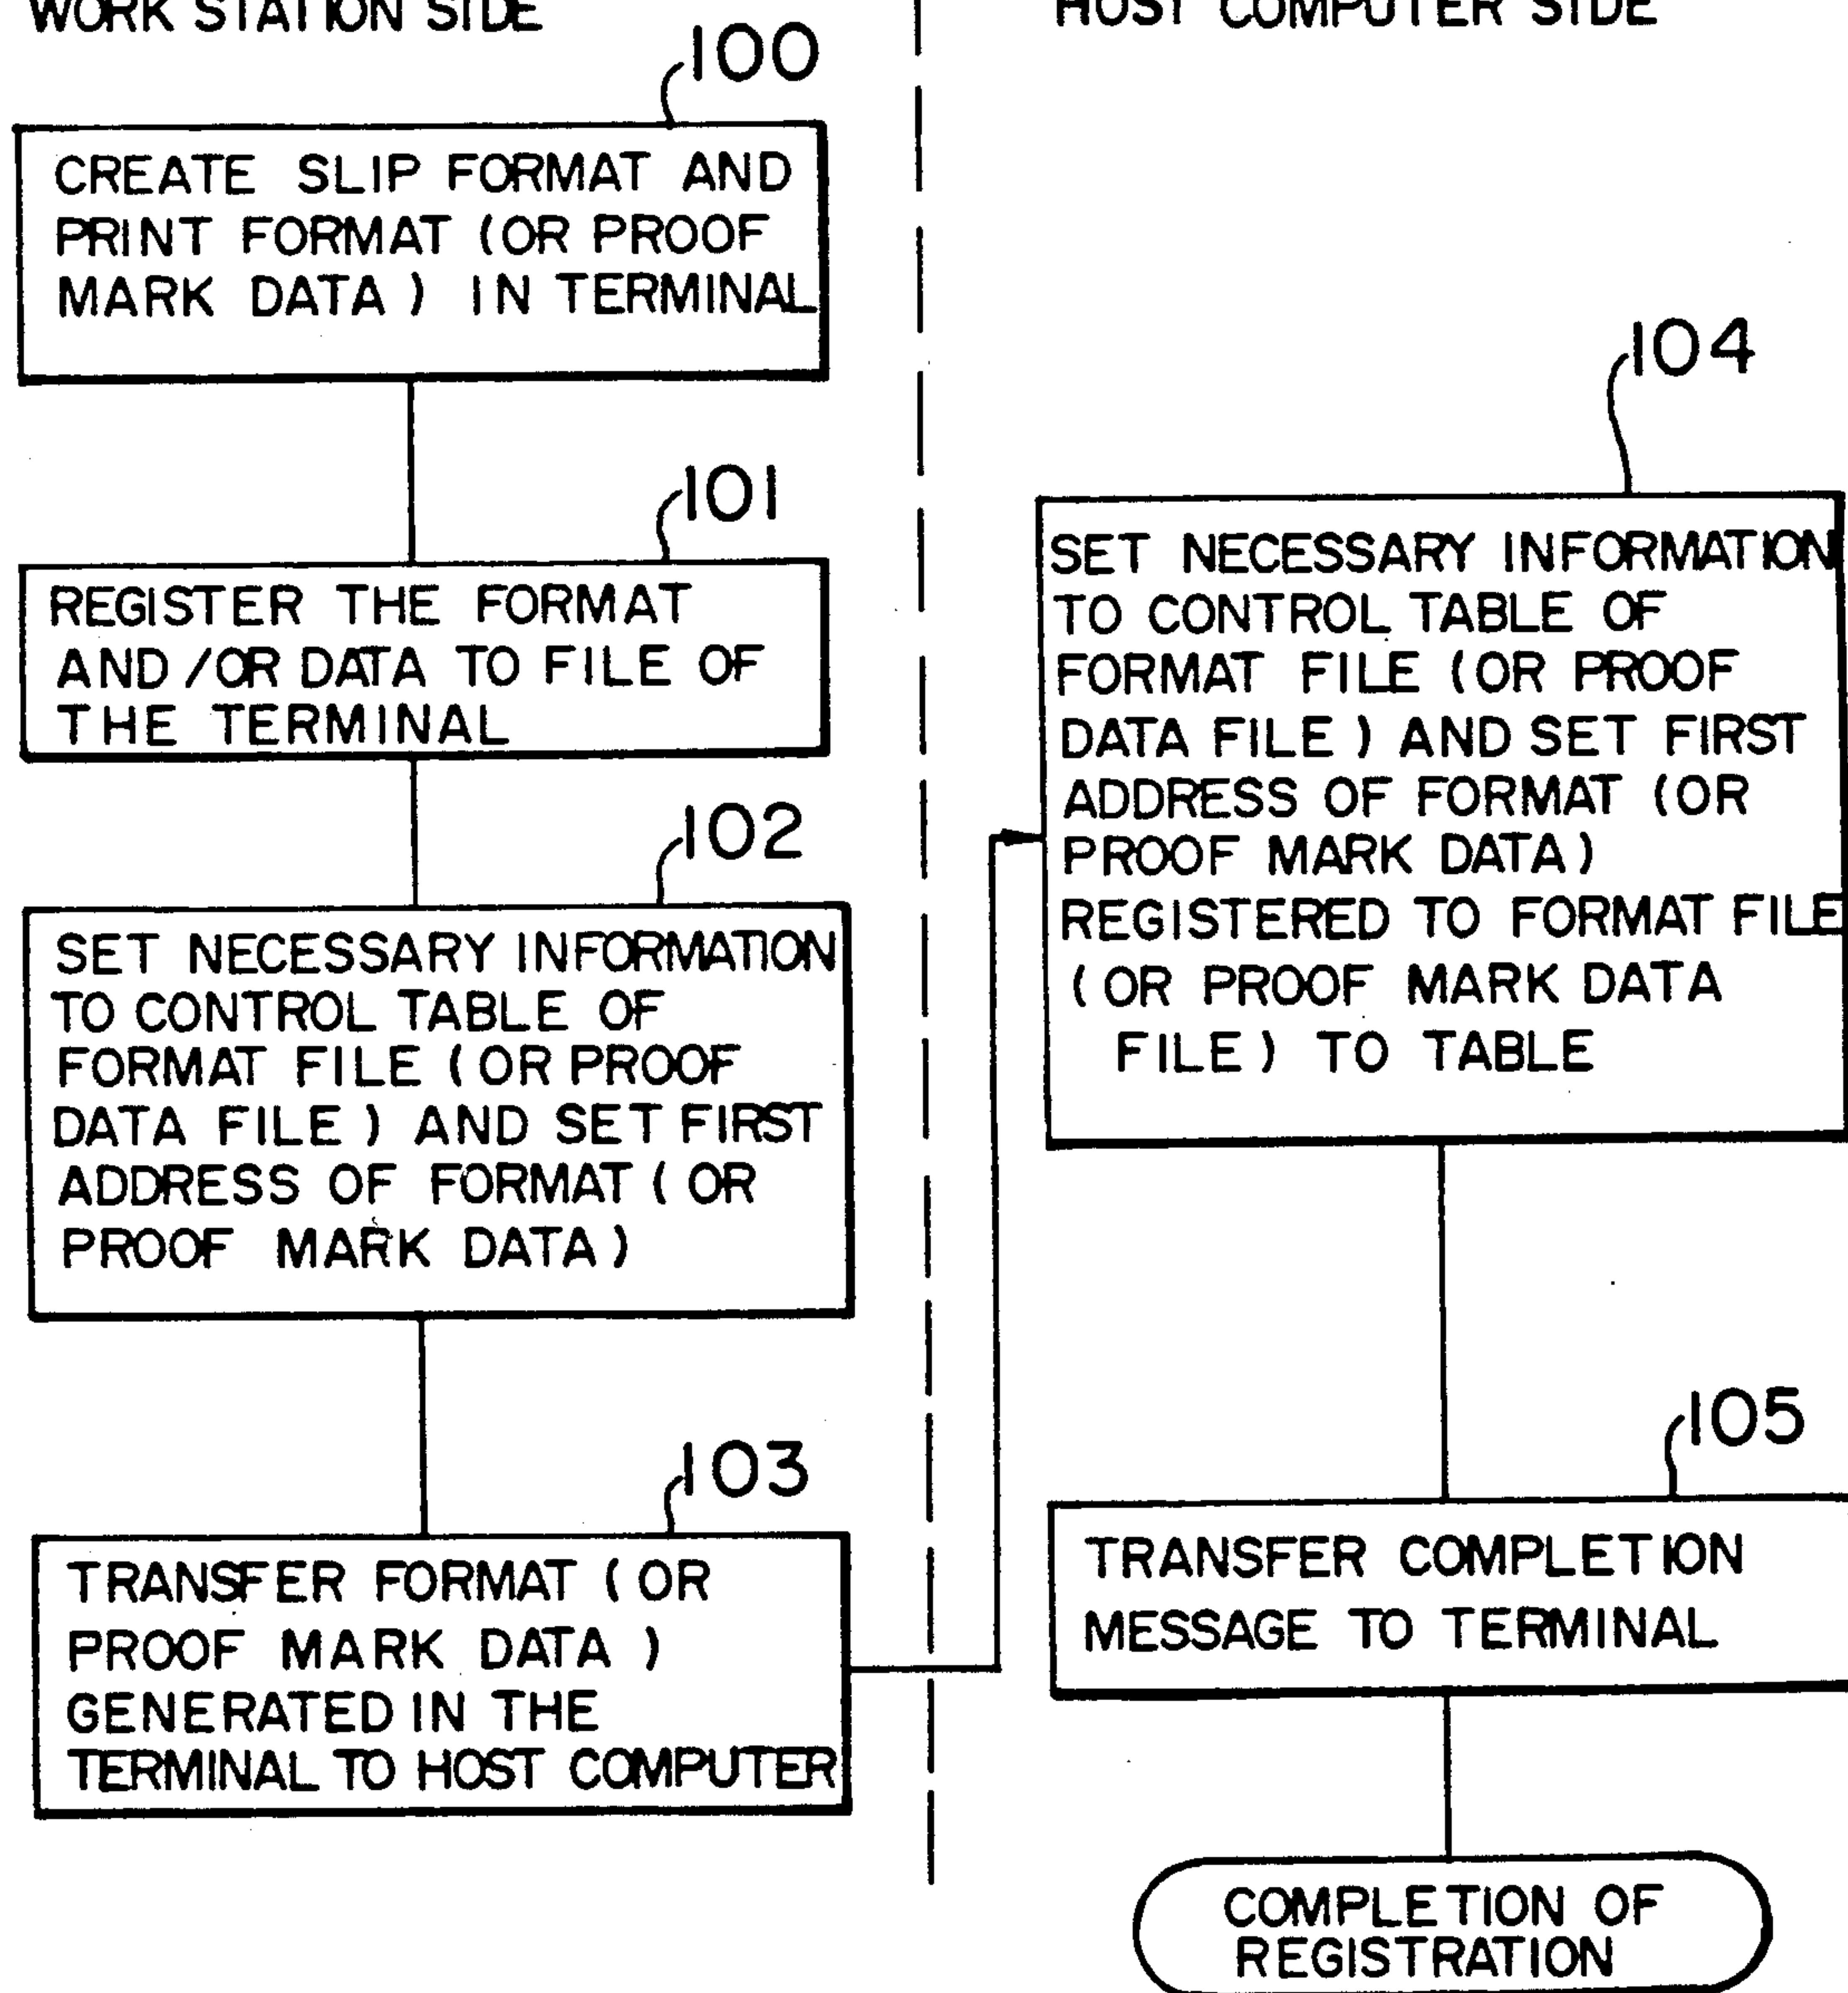 WORK STATION SIDE
100
CREATE SLIP FORMAT AND
PRINT FORMAT (OR PROOF
MARK DATA) IN TERMINAL
101
REGISTER THE FORMAT
AND/OR DATA TO FILE OF
THE TERMINAL
102
SET NECESSARY INFORMATION
TO CONTROL TABLE OF
FORMAT FILE (OR PROOF
DATA FILE) AND SET FIRST
ADDRESS OF FORMAT (OR
PROOF MARK DATA)
103
TRANSFER FORMAT (OR
PROOF MARK DATA)
GENERATED IN THE
TERMINAL TO HOST COMPUTER
HOST COMPUTER SIDE
104
SET NECESSARY INFORMATION
TO CONTROL TABLE OF
FORMAT FILE (OR PROOF
DATA FILE) AND SET FIRST
ADDRESS OF FORMAT (OR
PROOF MARK DATA)
REGISTERED TO FORMAT FILE
(OR PROOF MARK DATA
FILE) TO TABLE
105
TRANSFER COMPLETION
MESSAGE TO TERMINAL
COMPLETION OF
REGISTRATION